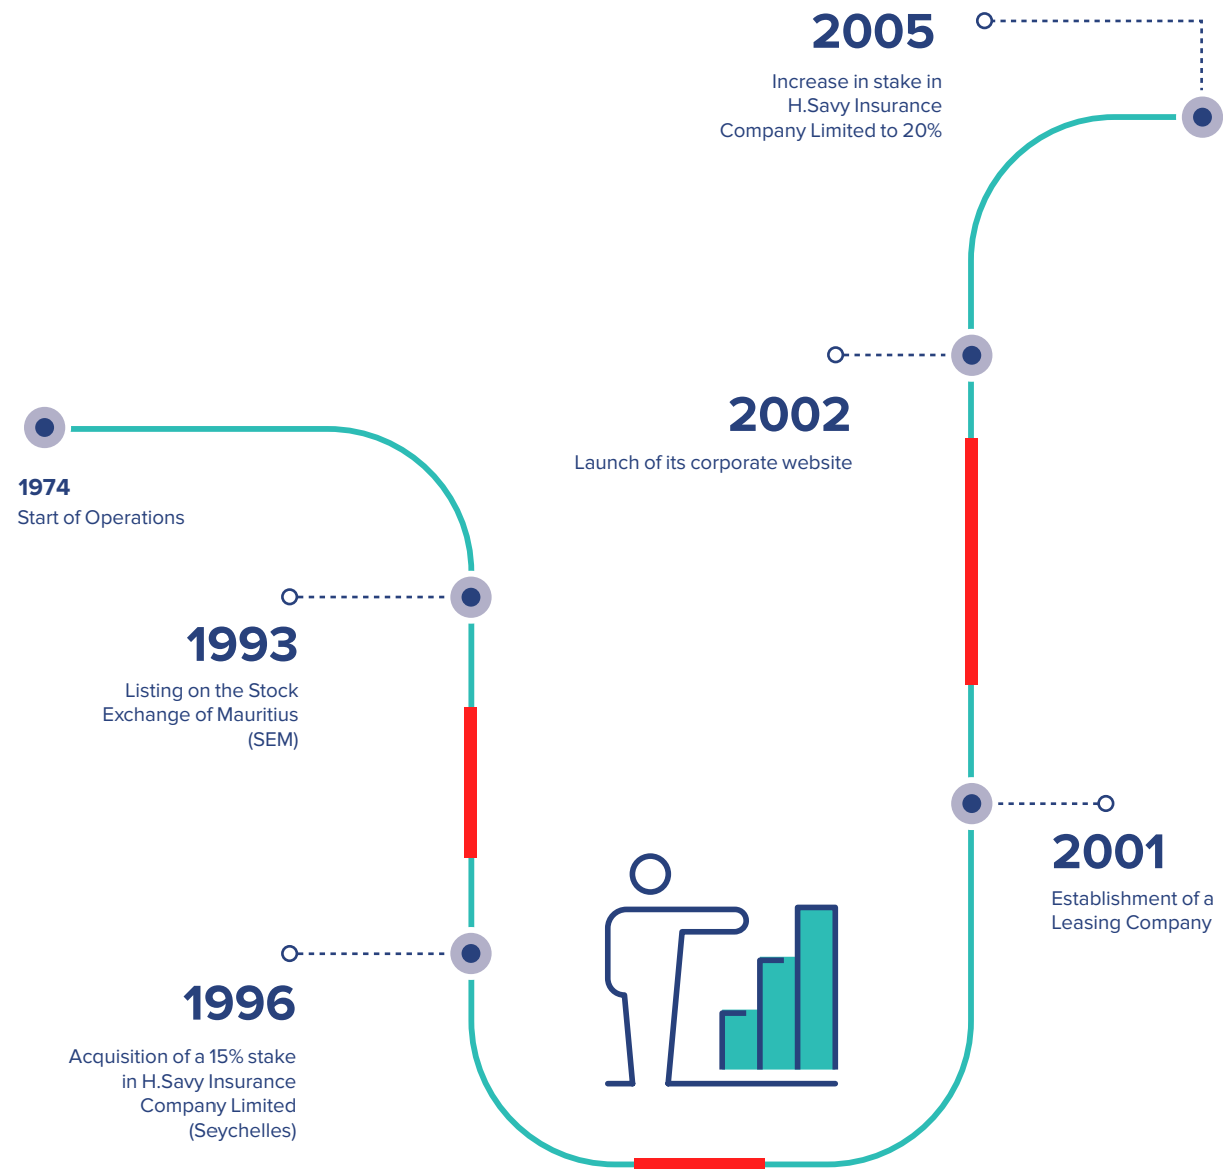 1974
Start of Operations
1993
Listing on the Stock
Exchange of Mauritius
(SEM)
1996
Acquisition of a 15% stake
in H.Savy Insurance
Company Limited
(Seychelles)
2001
Establishment of a
Leasing Company
2002
Launch of its corporate website
2005
Increase in stake in
H.Savy Insurance
Company Limited to 20%